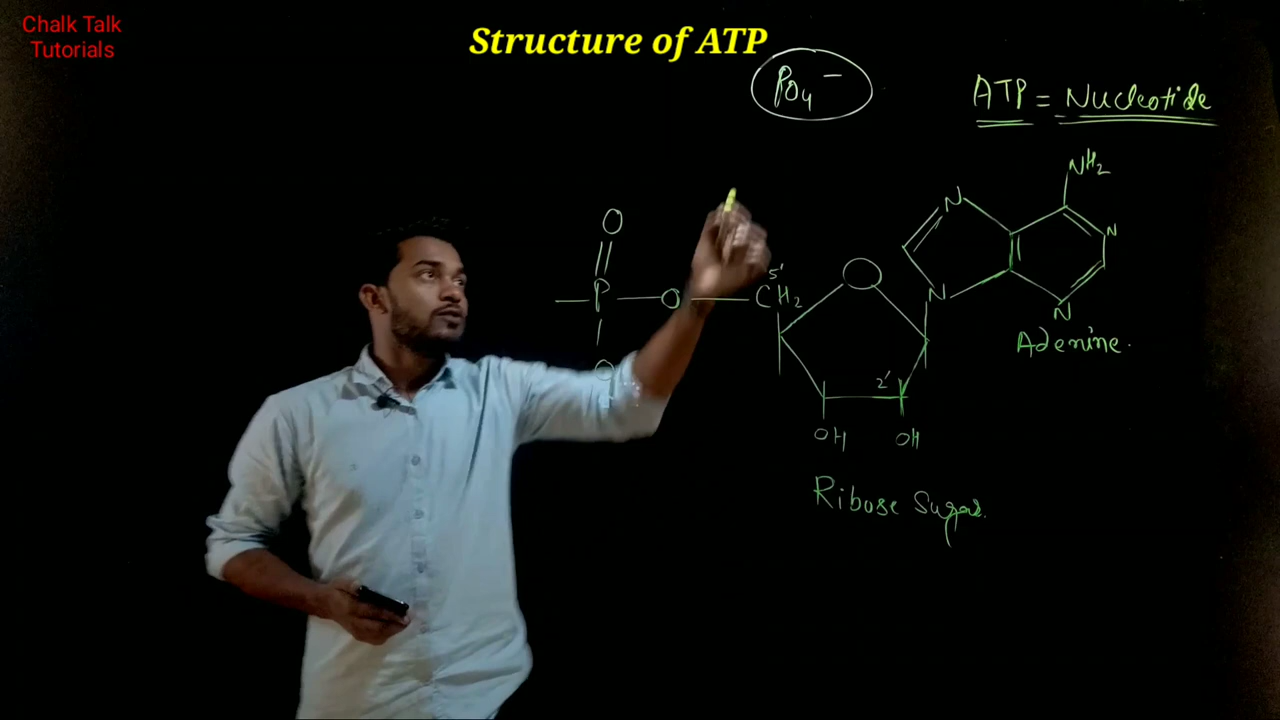 Chalk Talk
Tutorials
Structure of ATP
PO4 −
ATP = Nucleotide
NH2
N
N
O
N
5'
O
N
P
O
CH2
Adenine.
O
2'
OH
OH
Ribose Sugar.